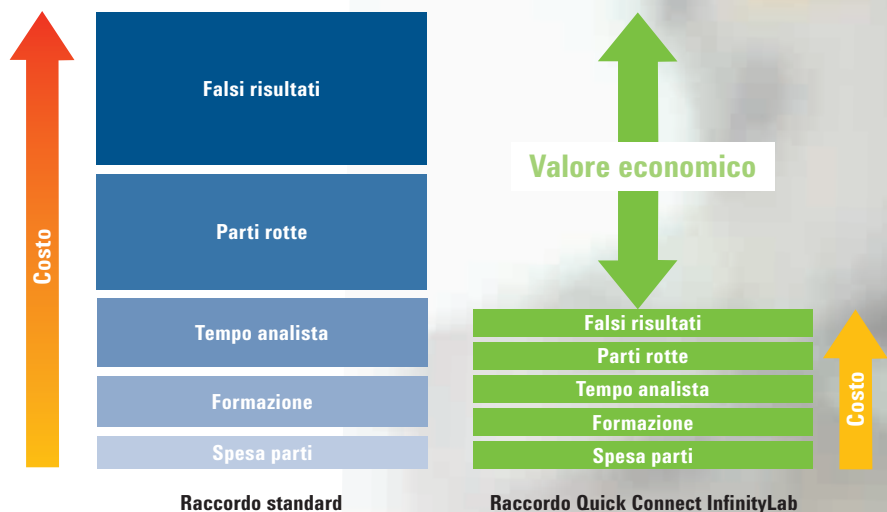 Costo
Falsi risultati
Parti rotte
Tempo analista
Formazione
Spesa parti
Raccordo standard
Valore economico
Falsi risultati
Parti rotte
Tempo analista
Formazione
Spesa parti
Costo
Raccordo Quick Connect InfinityLab